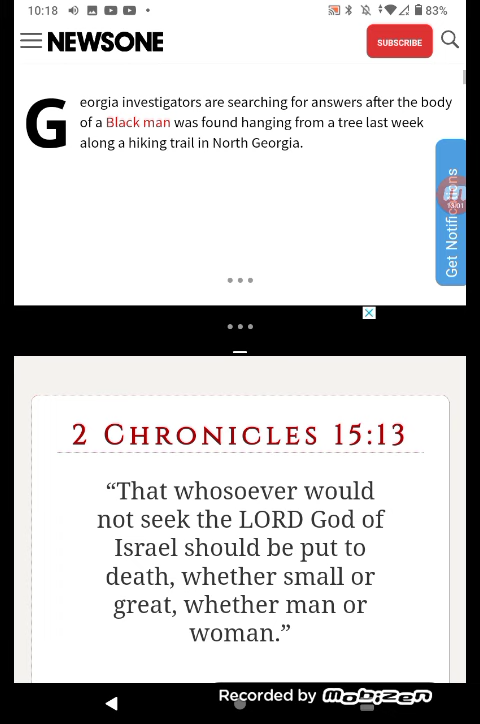 10:18 83%
NEWSONE SUBSCRIBE
Georgia investigators are searching for answers after the body
of a Black man was found hanging from a tree last week
along a hiking trail in North Georgia.
Get Notifications
2 CHRONICLES 15:13
“That whosoever would
not seek the LORD God of
Israel should be put to
death, whether small or
great, whether man or
woman.”
Recorded by mobizen